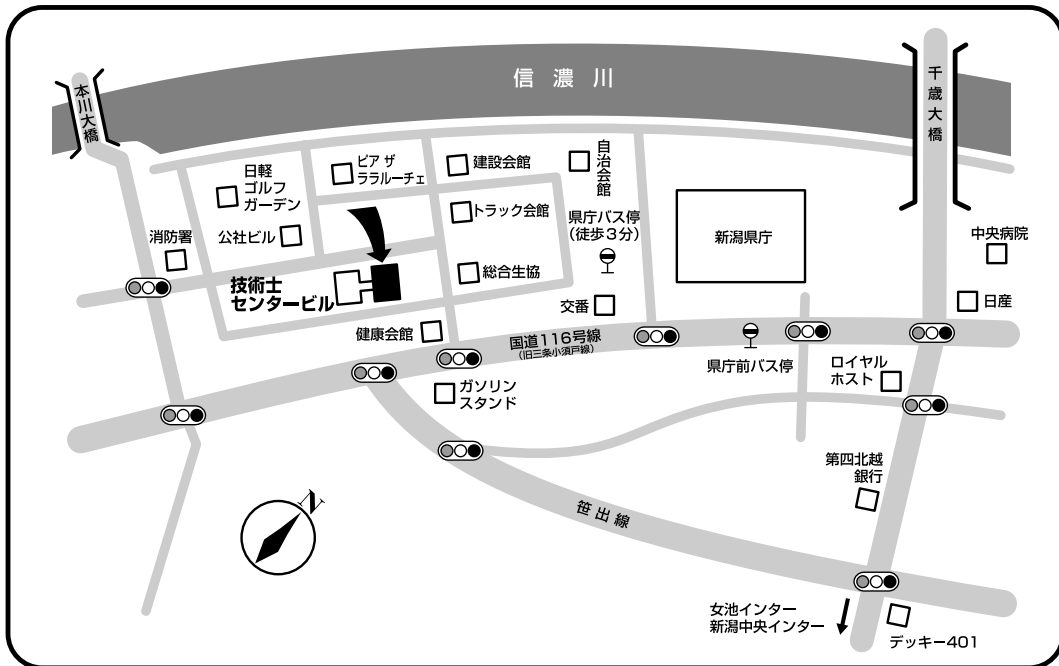 信濃川
本川大橋
千歳大橋
日軽
ゴルフ
ガーデン
ピア ザ
ララルーチェ
建設会館
自治会館
トラック会館
県庁バス停
（徒歩３分）
新潟県庁
中央病院
消防署
公社ビル
技術士
センタービル
総合生協
交番
日産
健康会館
国道116号線
（旧三条小須戸線）
県庁前バス停
ロイヤル
ホスト
ガソリン
スタンド
第四北越
銀行
笹出線
N
女池インター
新潟中央インター
デッキー401